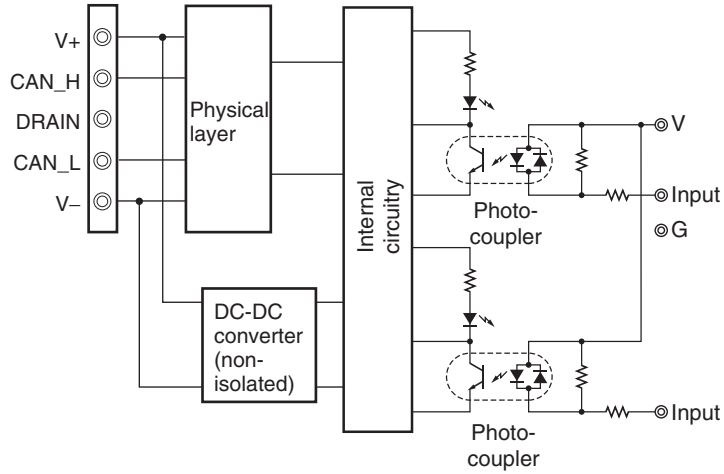 V+
CAN_H
DRAIN
CAN_L
V−
Physical
layer
DC-DC
converter
(non-
isolated)
Internal
circuitry
Photo-
coupler
Photo-
coupler
V
Input
G
Input